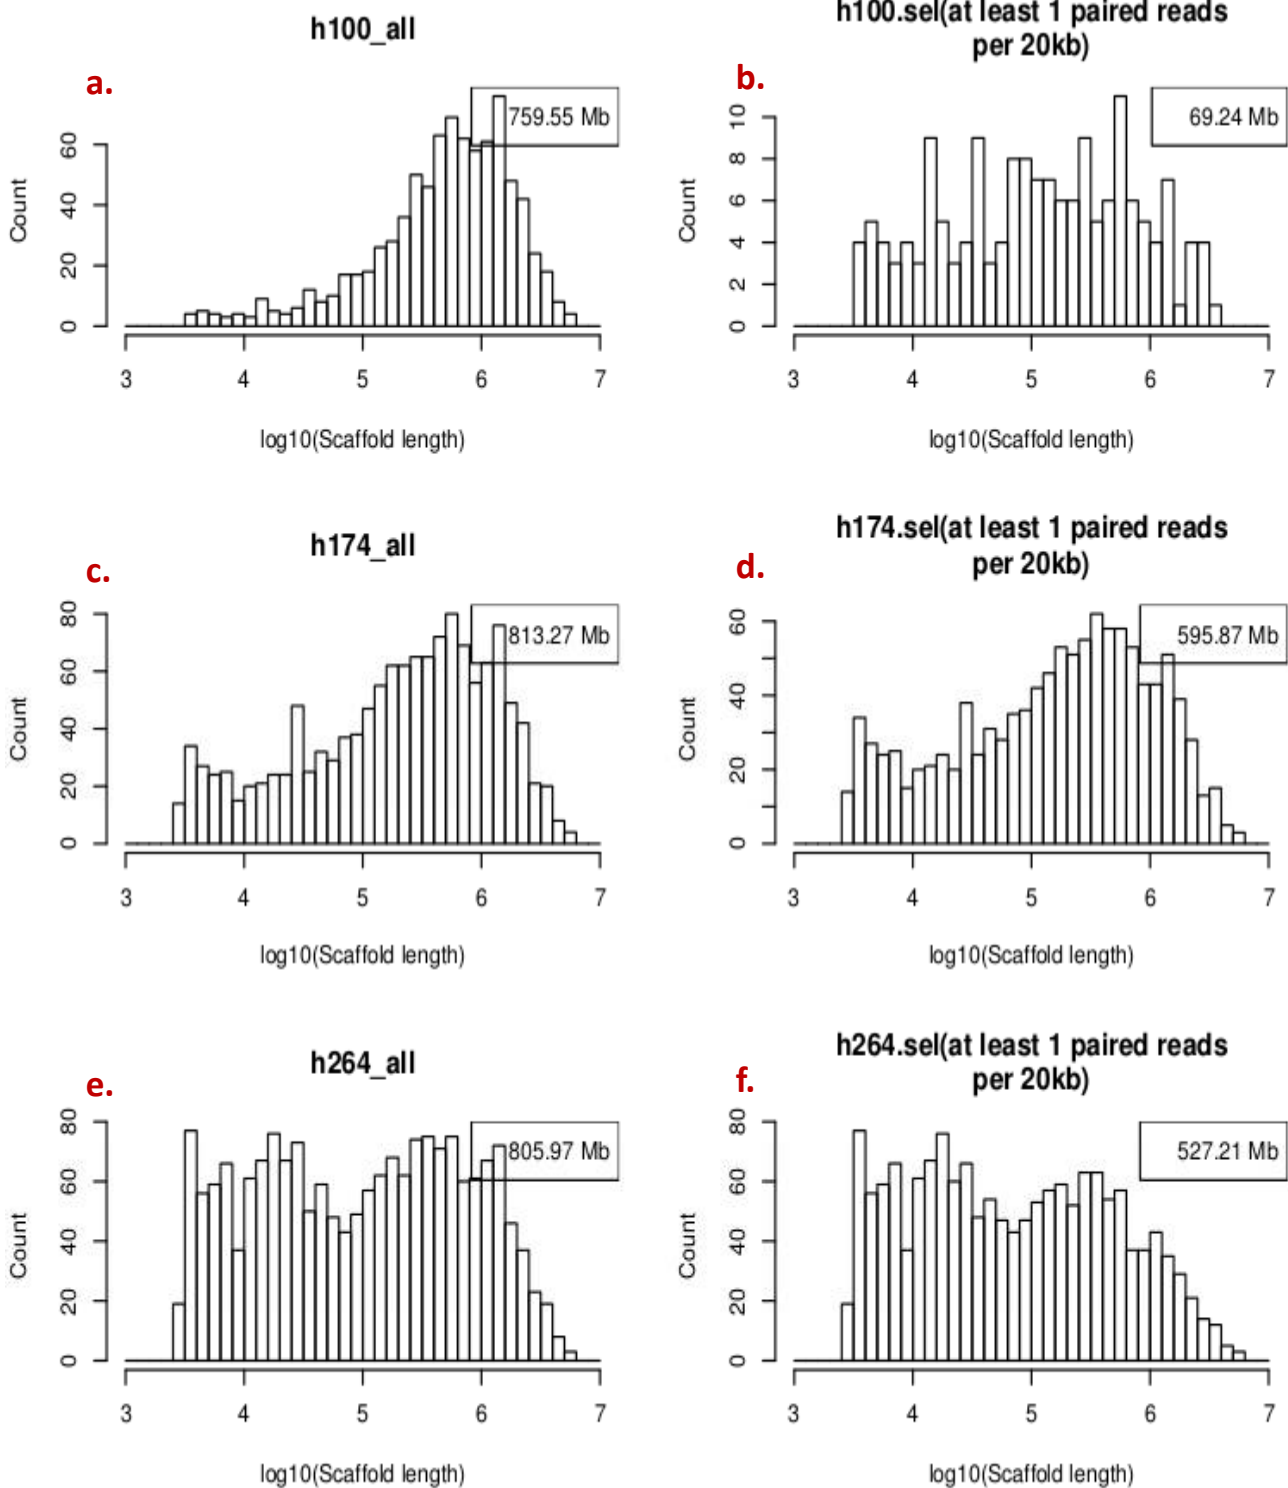 h100_all
a.
759.55 Mb
60
40
20
0
Count
3 4 5 6 7
log10(Scaffold length)
h100.sel(at least 1 paired reads
per 20kb)
b.
69.24 Mb
10
8
6
4
2
0
Count
3 4 5 6 7
log10(Scaffold length)
h174_all
c.
813.27 Mb
80
60
40
20
0
Count
3 4 5 6 7
log10(Scaffold length)
h174.sel(at least 1 paired reads
per 20kb)
d.
595.87 Mb
60
40
20
0
Count
3 4 5 6 7
log10(Scaffold length)
h264_all
e.
805.97 Mb
80
60
40
20
0
Count
3 4 5 6 7
log10(Scaffold length)
h264.sel(at least 1 paired reads
per 20kb)
f.
527.21 Mb
80
60
40
20
0
Count
3 4 5 6 7
log10(Scaffold length)